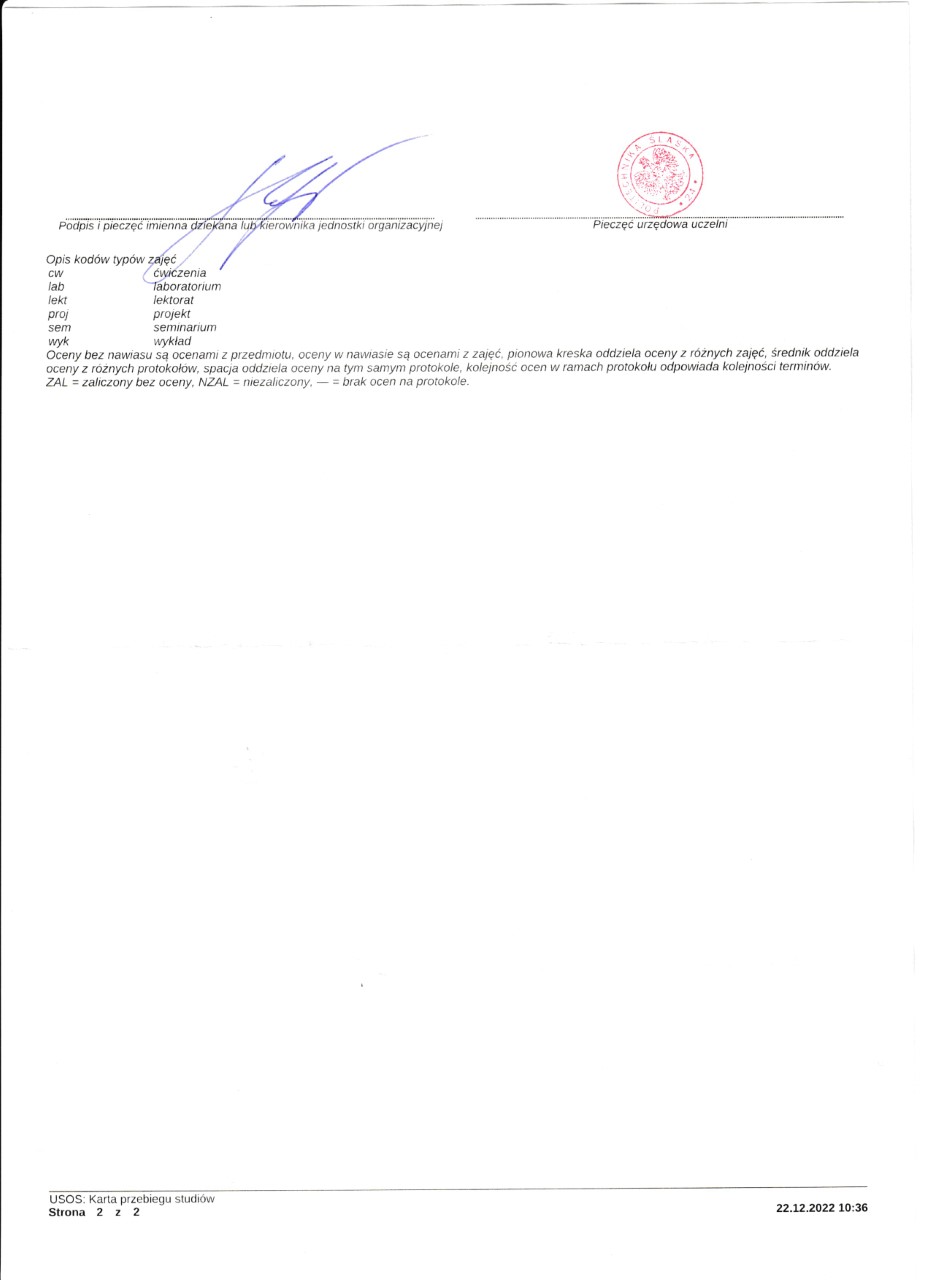 POLITECHNIKA ŚLĄSKA * 24 *
Podpis i pieczęć imienna dziekana lub kierownika jednostki organizacyjnej
Pieczęć urzędowa uczelni
Opis kodów typów zajęć
cw ćwiczenia
lab laboratorium
lekt lektorat
proj projekt
sem seminarium
wyk wykład
Oceny bez nawiasu są ocenami z przedmiotu, oceny w nawiasie są ocenami z zajęć, pionowa kreska oddziela oceny z różnych zajęć, średnik oddziela
oceny z różnych protokołów, spacja oddziela oceny na tym samym protokole, kolejność ocen w ramach protokołu odpowiada kolejności terminów.
ZAL = zaliczony bez oceny, NZAL = niezaliczony, — = brak ocen na protokole.
USOS: Karta przebiegu studiów
Strona 2 z 2
22.12.2022 10:36